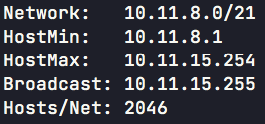 Network:   10.11.8.0/21
HostMin:   10.11.8.1
HostMax:   10.11.15.254
Broadcast: 10.11.15.255
Hosts/Net: 2046